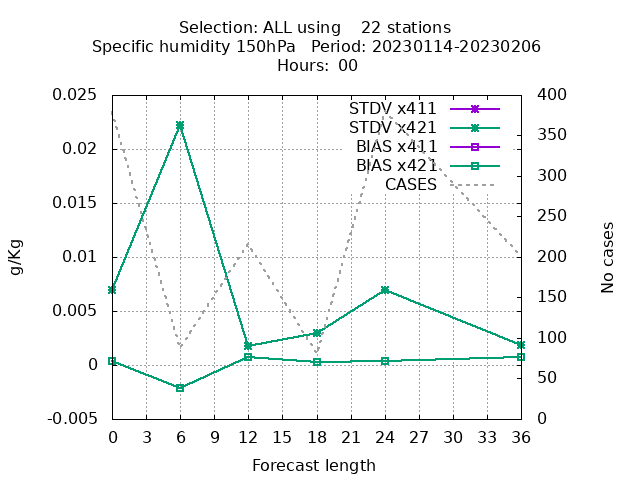 Selection: ALL using    22 stations
Specific humidity 150hPa   Period: 20230114-20230206
Hours: 00
0.025
0.02
0.015
0.01
0.005
0
-0.005
g/Kg
STDV x411
STDV x421
BIAS x411
BIAS x421
CASES
400
350
300
250
200
150
100
50
0
No cases
0 3 6 9 12 15 18 21 24 27 30 33 36
Forecast length